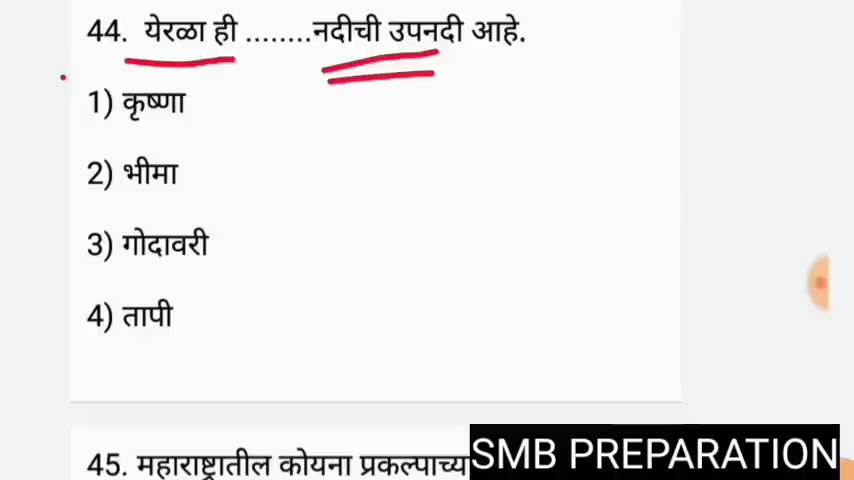 44. येरळा ही ........नदीची उपनदी आहे.
1) कृष्णा
2) भीमा
3) गोदावरी
4) तापी
45. महाराष्ट्रातील कोयना प्रकल्पाच्या
SMB PREPARATION